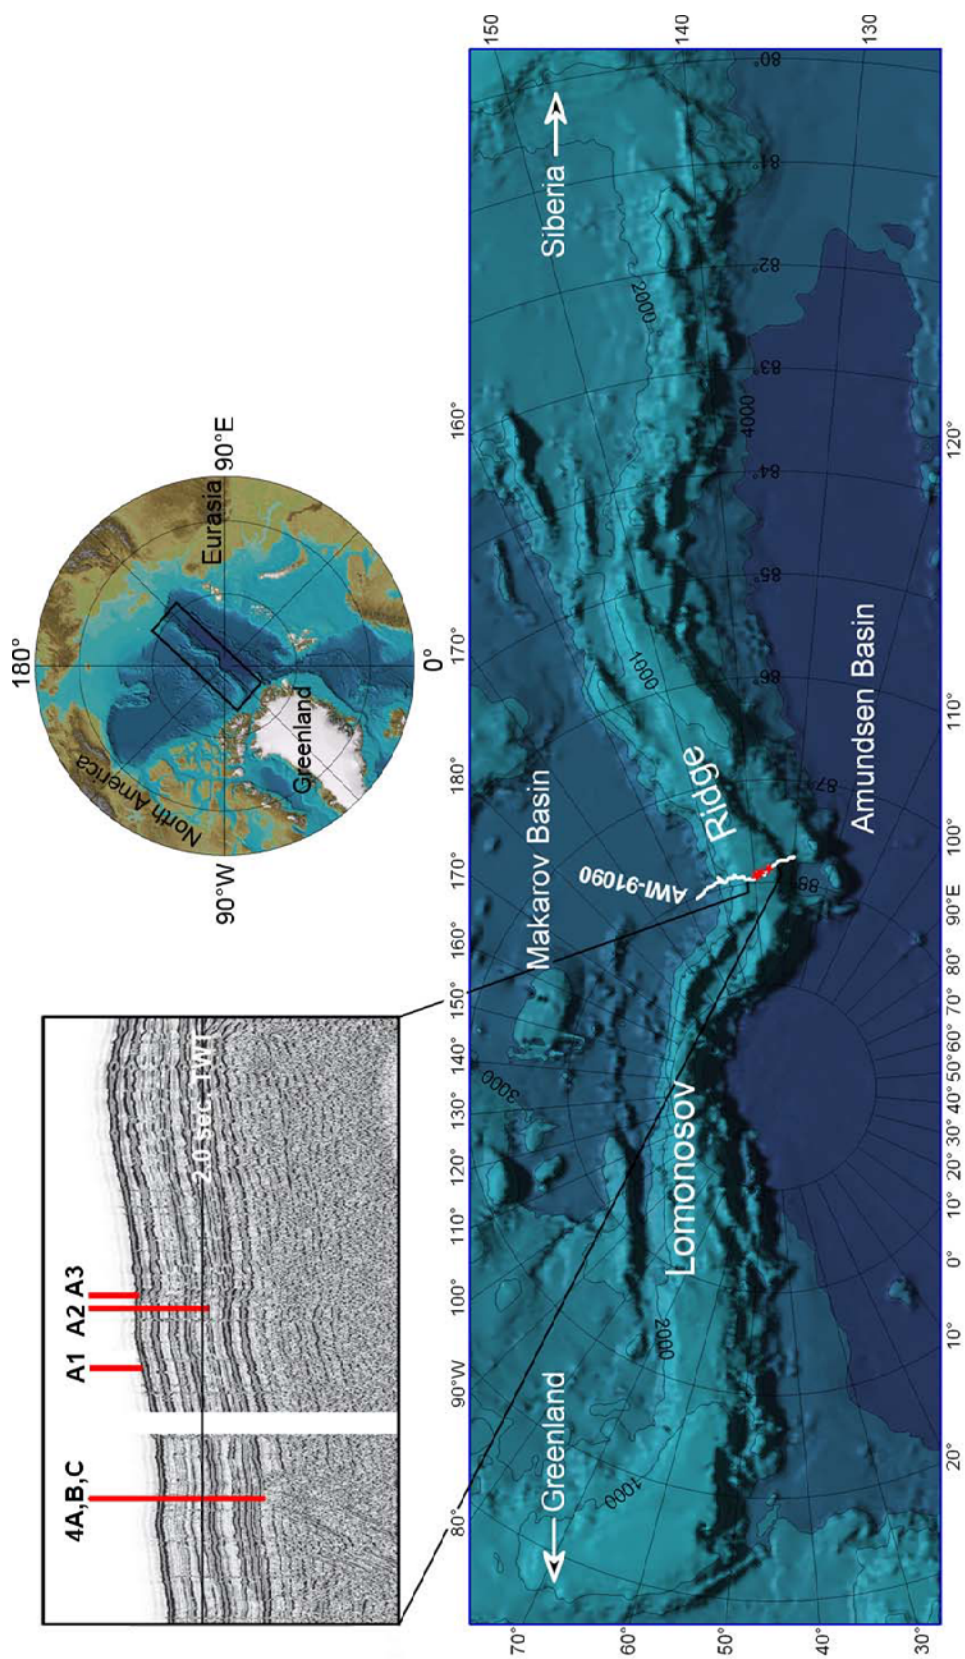 4A,B,C
A1 A2 A3
2.0 sec. TWT
180°
North America
Eurasia
90°W
90°E
Greenland
0°
80° 90°W 100° 110° 120° 130° 140° 150° 160° 170° 180° 170° 160°
70°
60°
50°
40°
30°
150
140
130
Greenland
Siberia
Makarov Basin
AWI-91090
Lomonosov
Ridge
Amundsen Basin
1000
2000
3000
1000
2000
4000
88°
87°
86°
85°
84°
83°
82°
81°
80°
20° 10° 0° 10° 20° 30° 40° 50° 60° 70° 80° 90°E 100° 110° 120°